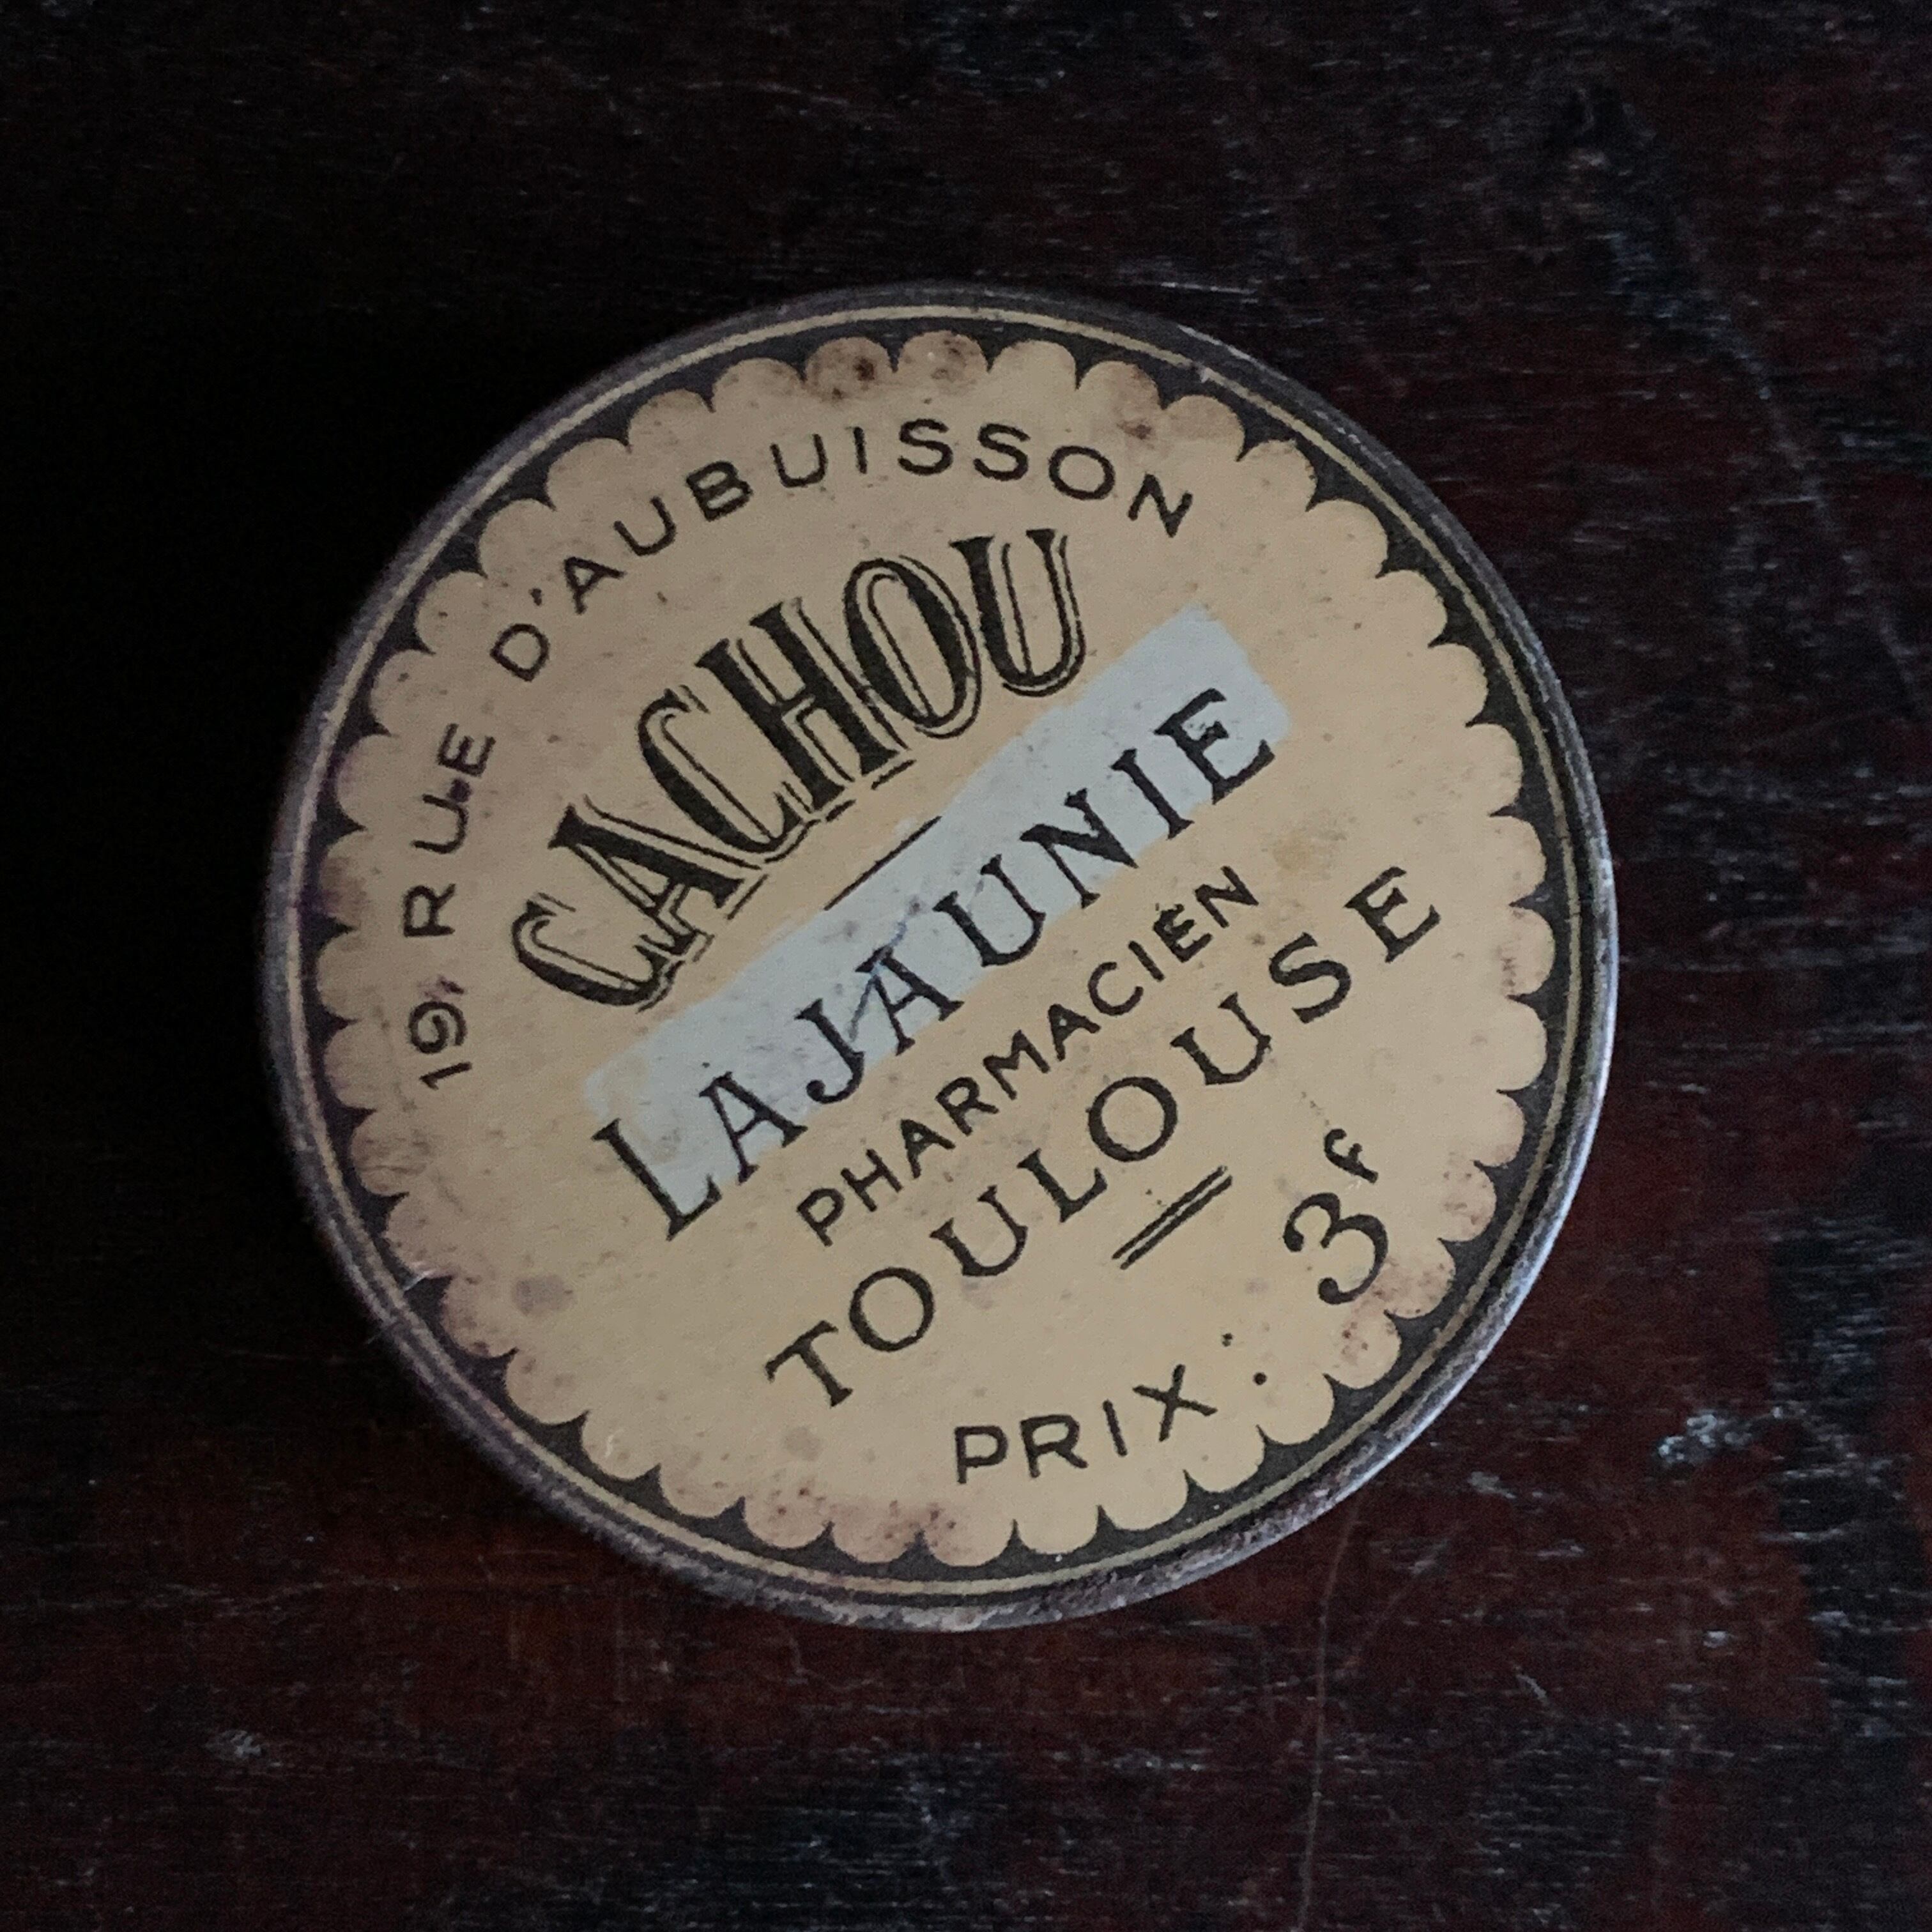 19, RUE D'AUBUISSON
CACHOU
LAJAUNIE
PHARMACIEN
TOULOUSE
PRIX : 3f